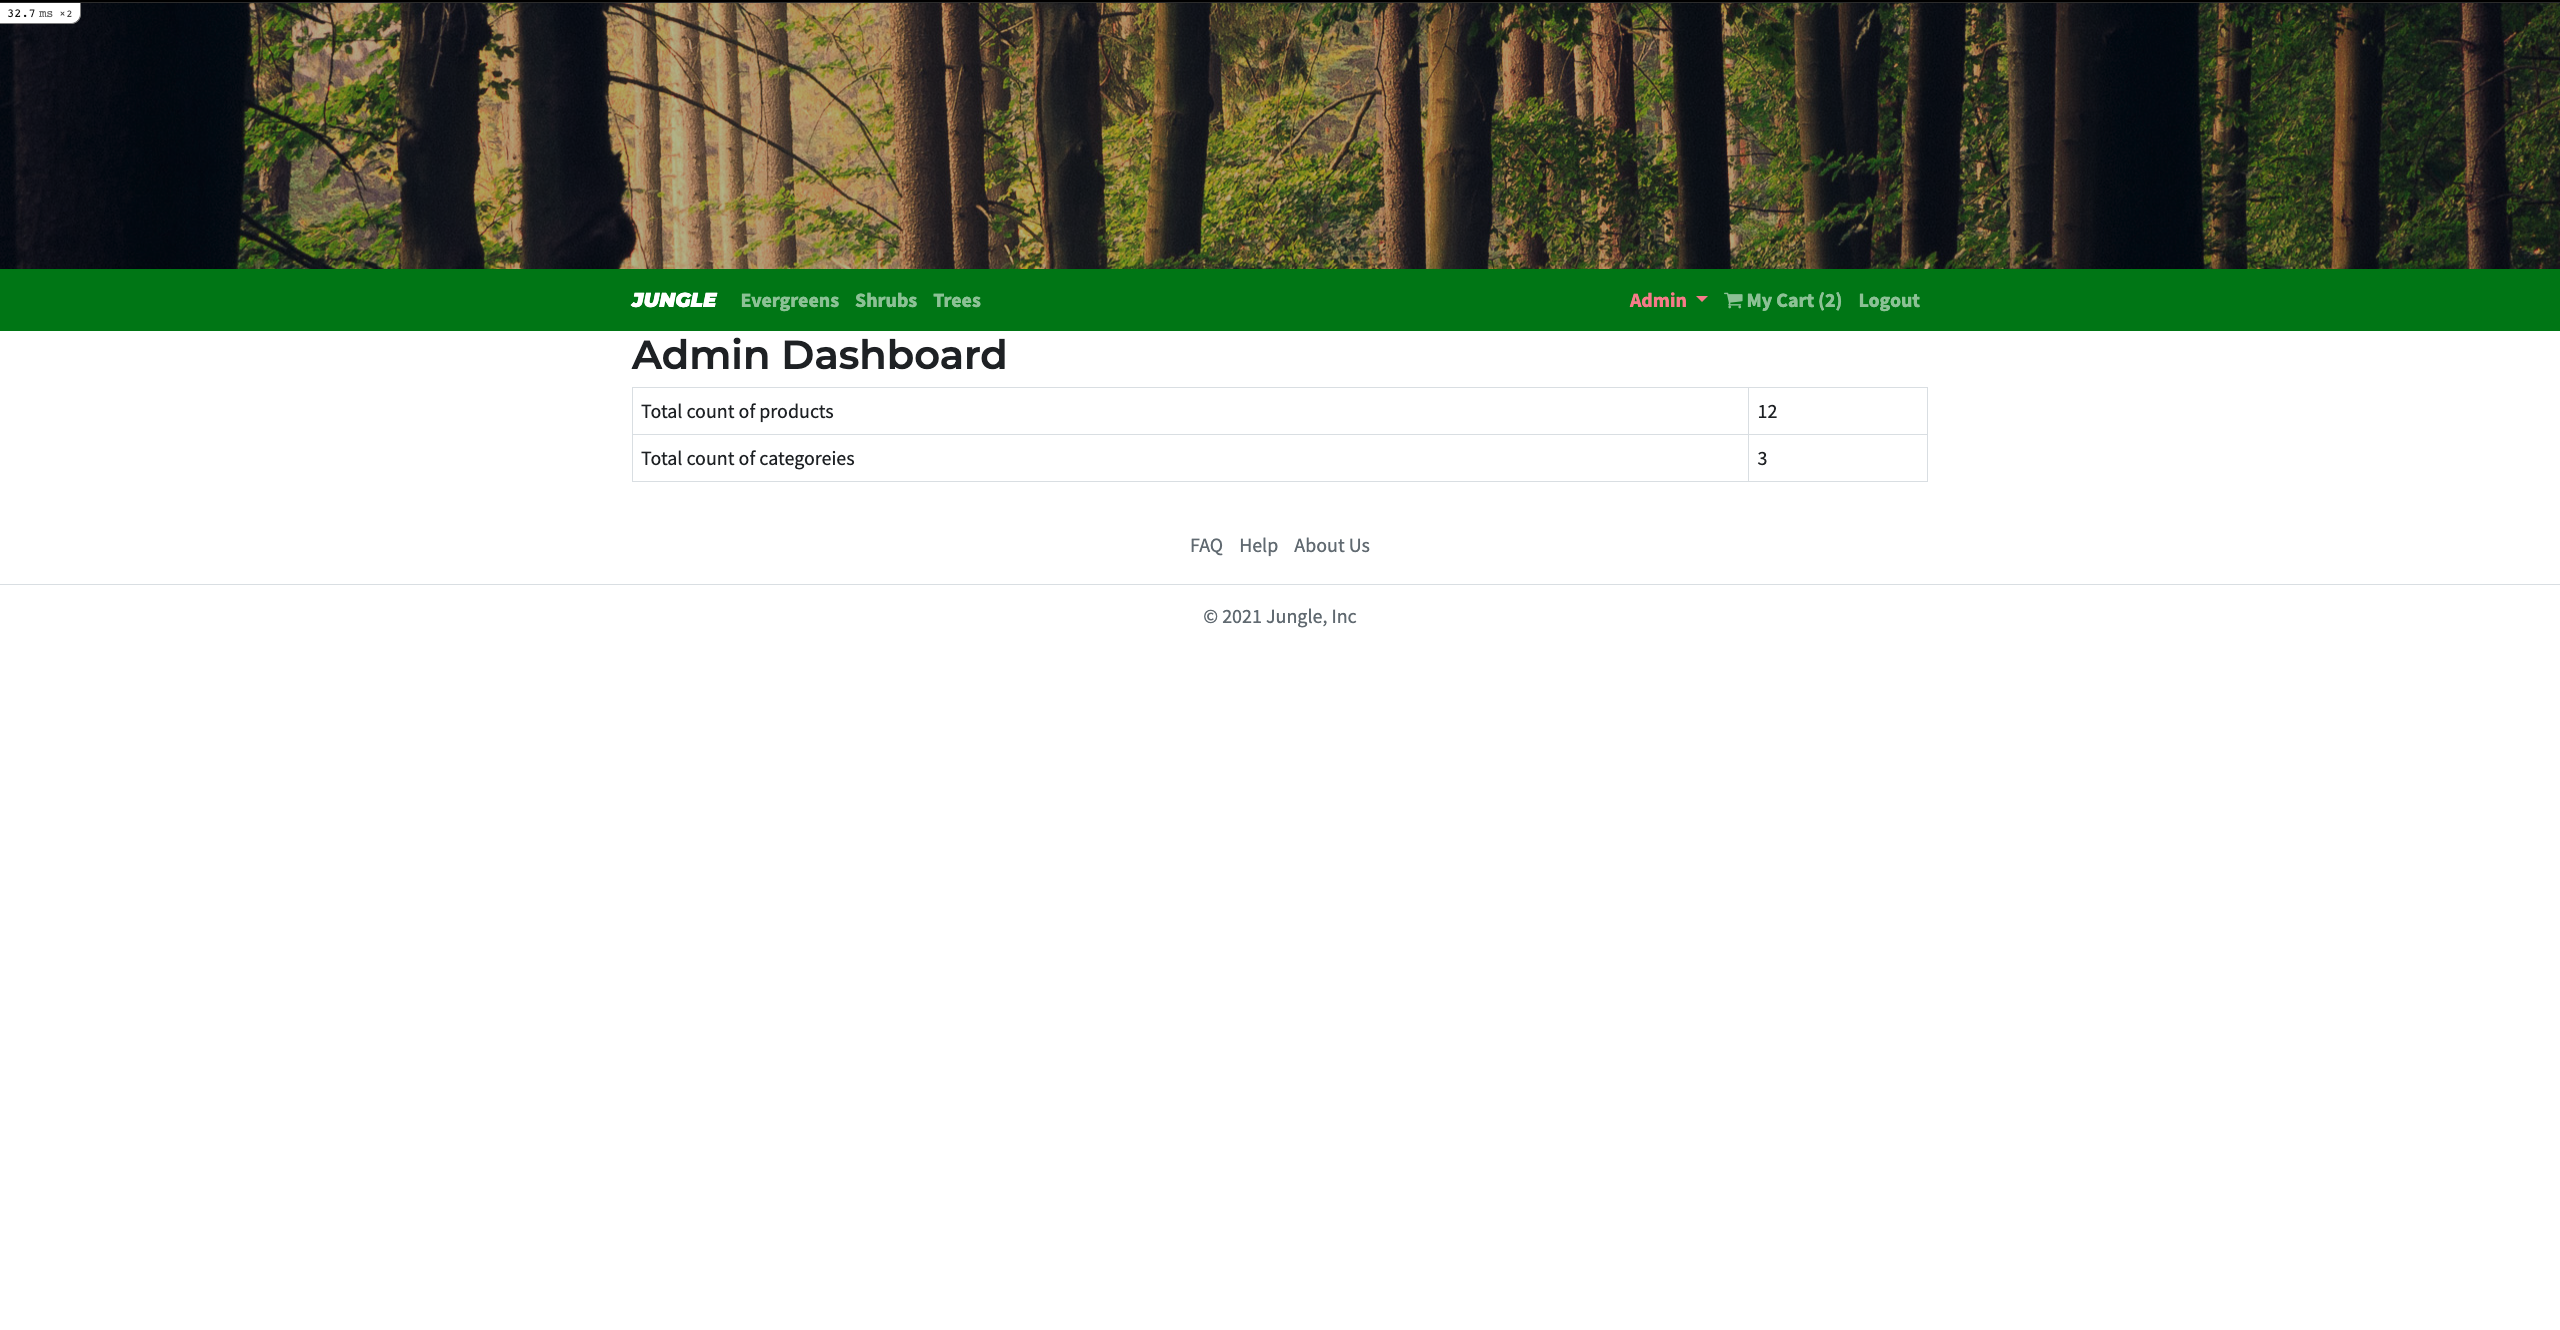 32.7 ms ×2
JUNGLE Evergreens Shrubs Trees Admin My Cart (2) Logout
Admin Dashboard
Total count of products 12
Total count of categoreies 3
FAQ Help About Us
© 2021 Jungle, Inc